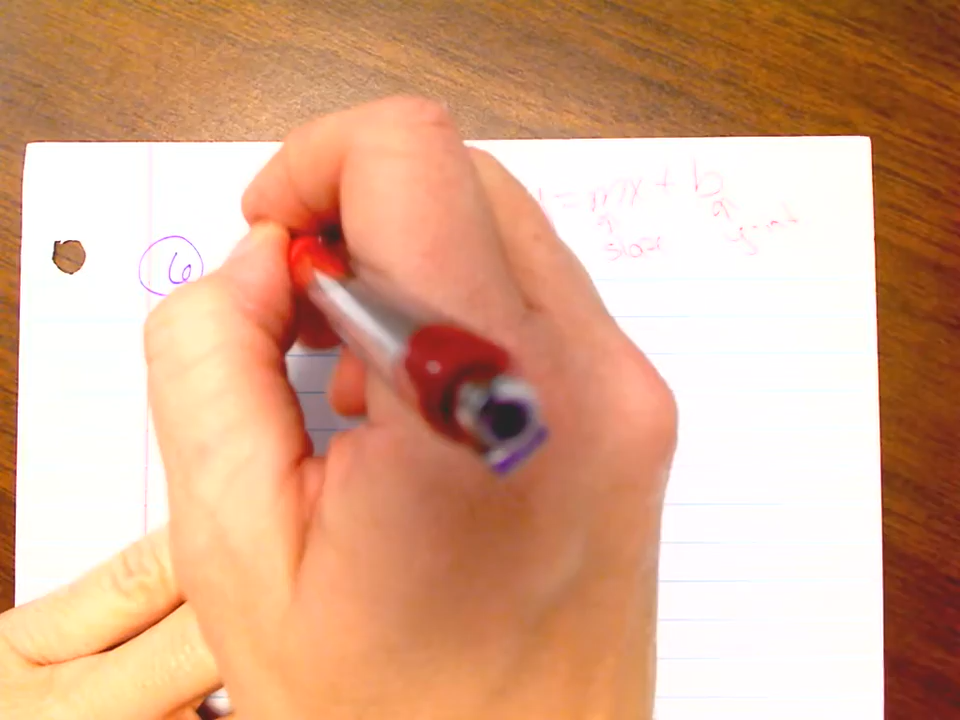 = mx + b
slope y-int
6